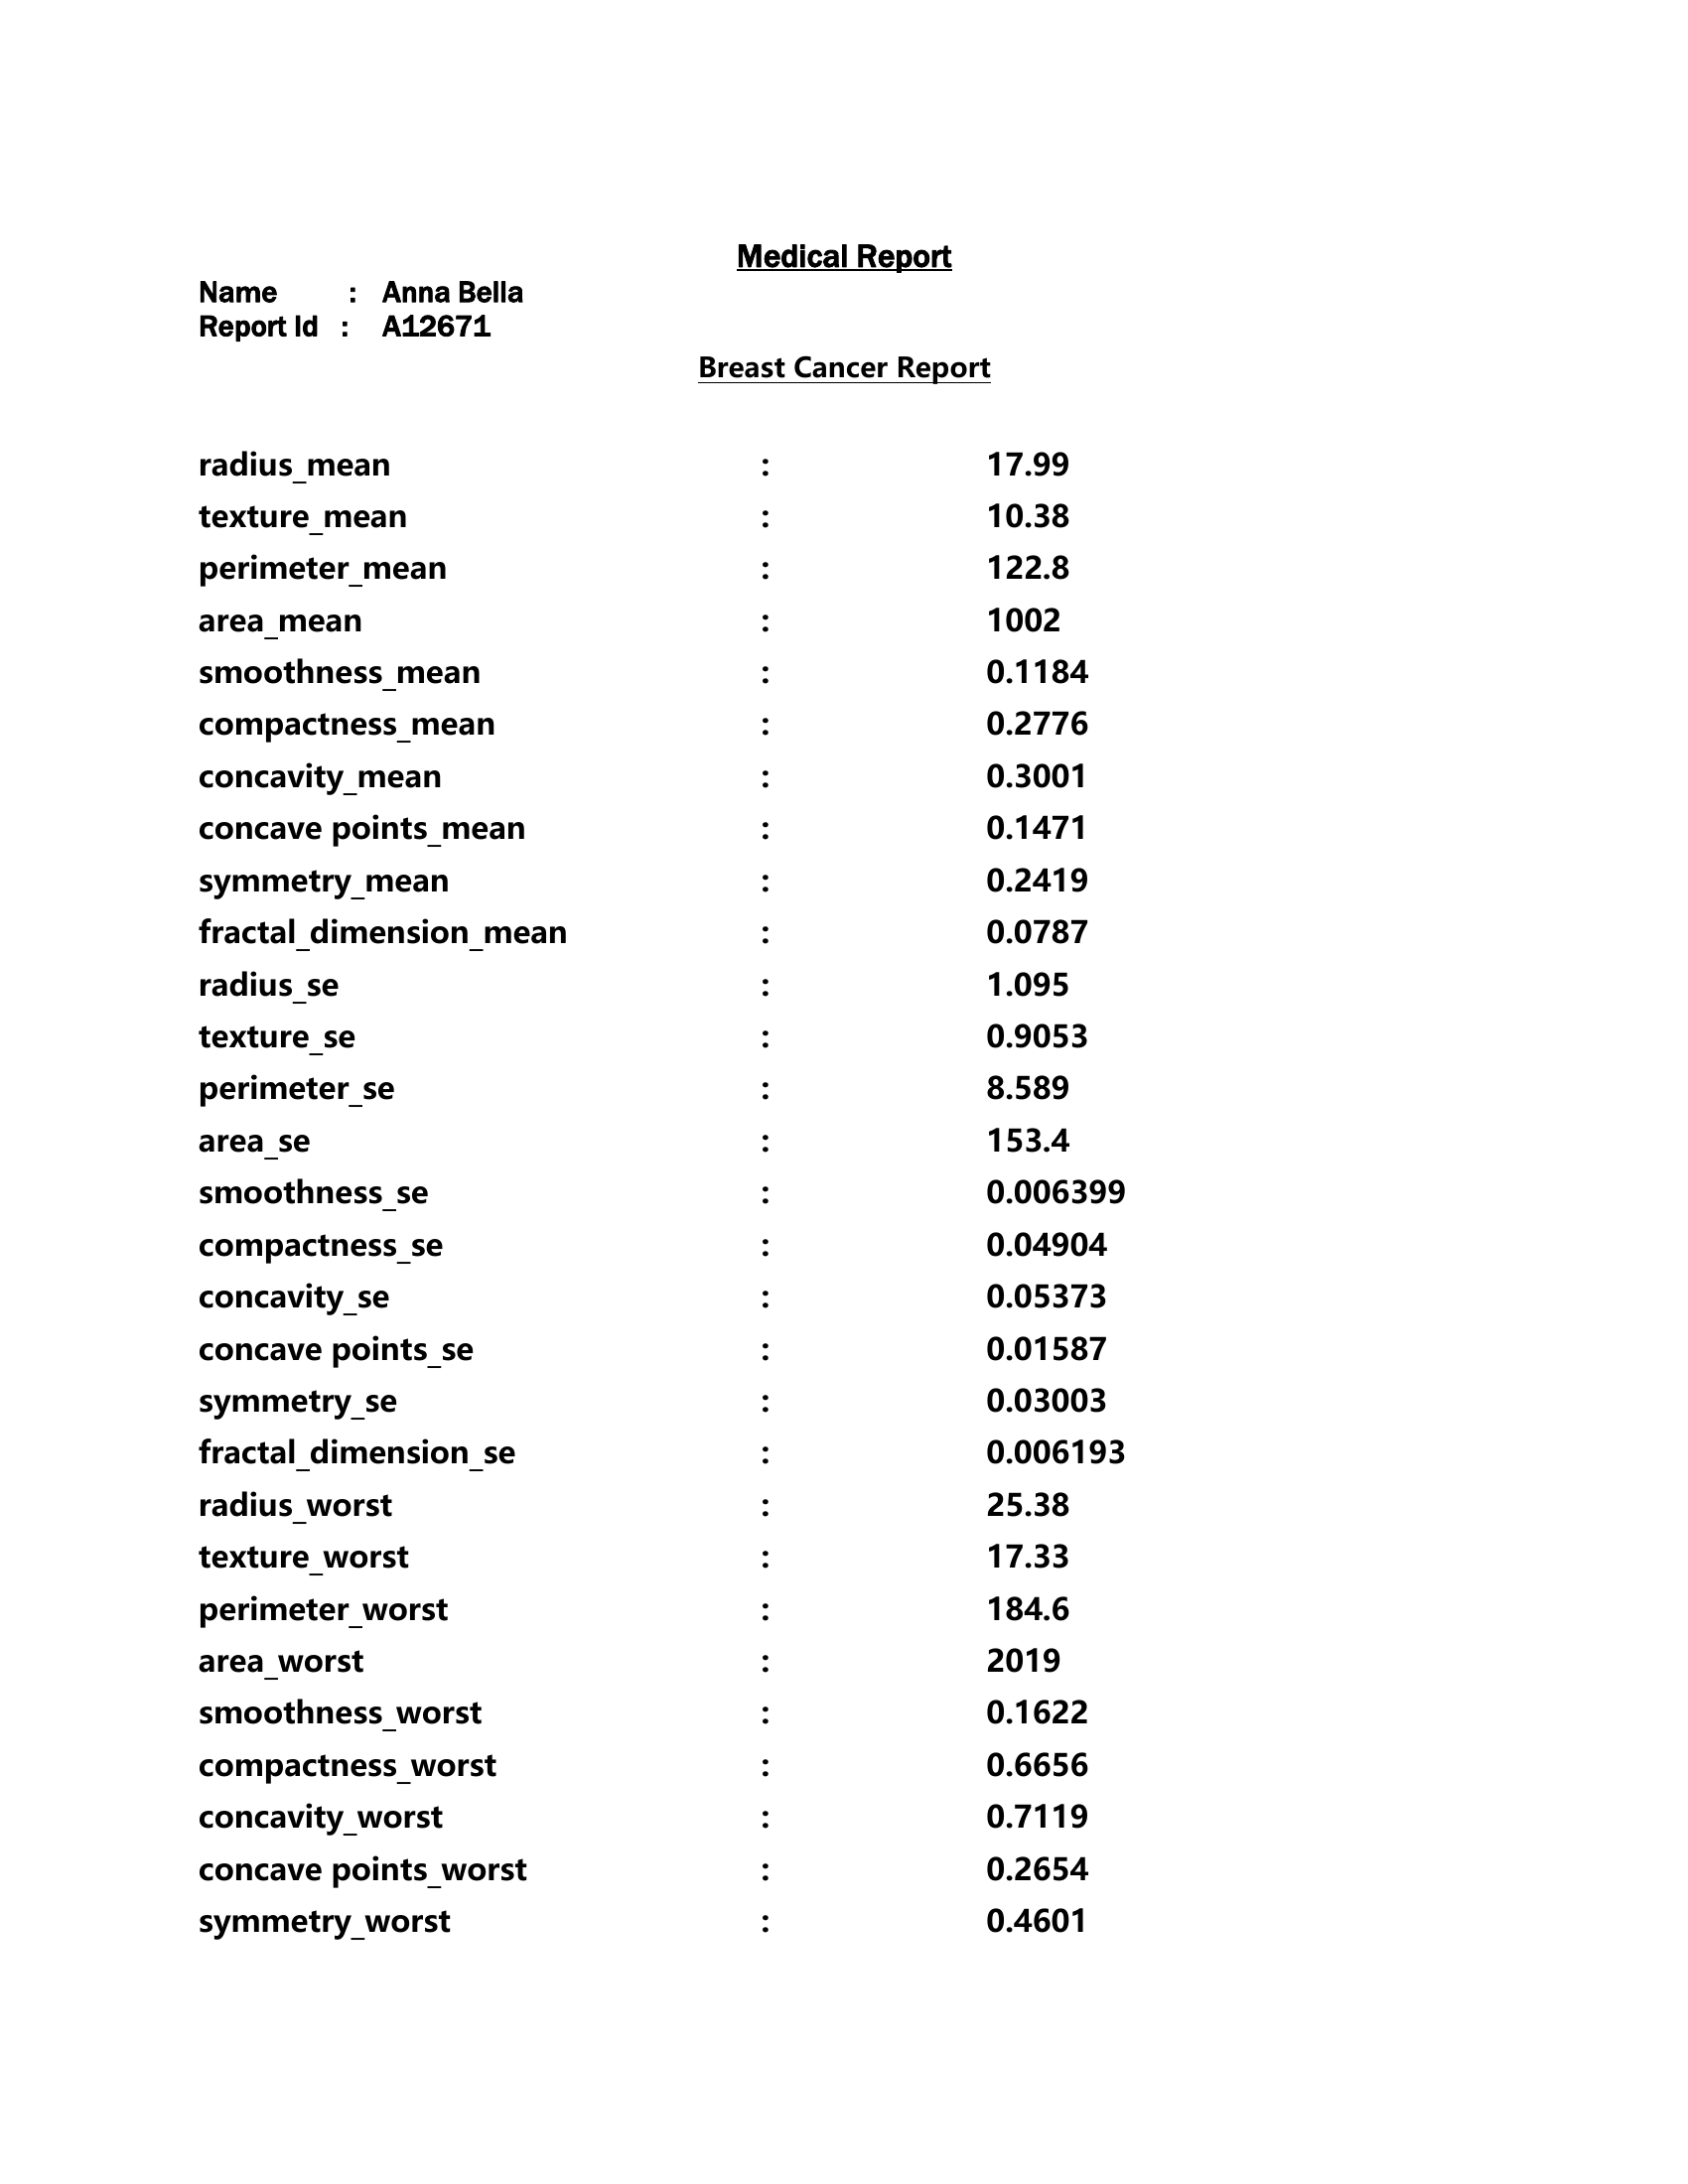 Medical Report
Name : Anna Bella
Report Id : A12671
Breast Cancer Report
radius_mean : 17.99
texture_mean : 10.38
perimeter_mean : 122.8
area_mean : 1002
smoothness_mean : 0.1184
compactness_mean : 0.2776
concavity_mean : 0.3001
concave points_mean : 0.1471
symmetry_mean : 0.2419
fractal_dimension_mean : 0.0787
radius_se : 1.095
texture_se : 0.9053
perimeter_se : 8.589
area_se : 153.4
smoothness_se : 0.006399
compactness_se : 0.04904
concavity_se : 0.05373
concave points_se : 0.01587
symmetry_se : 0.03003
fractal_dimension_se : 0.006193
radius_worst : 25.38
texture_worst : 17.33
perimeter_worst : 184.6
area_worst : 2019
smoothness_worst : 0.1622
compactness_worst : 0.6656
concavity_worst : 0.7119
concave points_worst : 0.2654
symmetry_worst : 0.4601